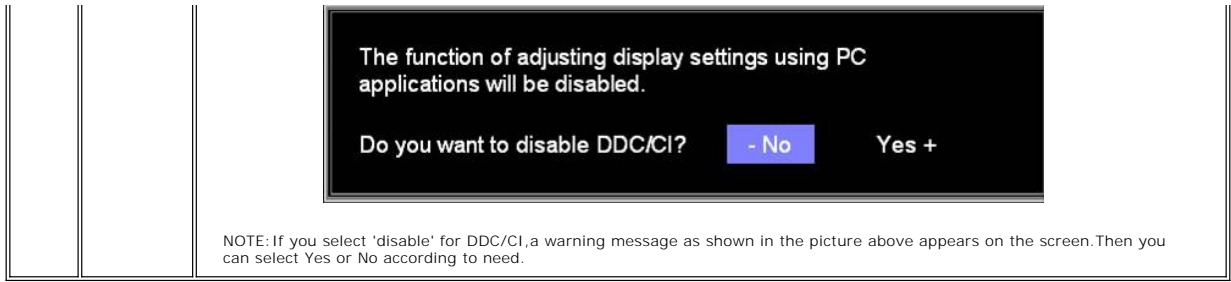 The function of adjusting display settings using PC
applications will be disabled.
Do you want to disable DDC/CI? - No Yes +
NOTE:If you select 'disable' for DDC/CI,a warning message as shown in the picture above appears on the screen.Then you
can select Yes or No according to need.